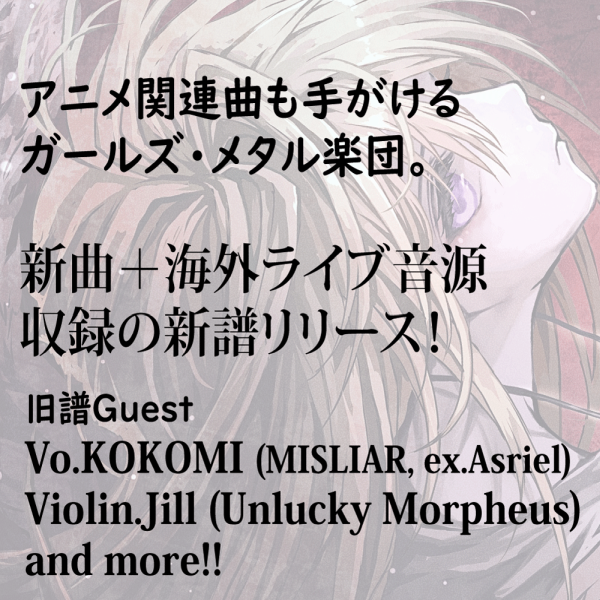 アニメ関連曲も手がける
ガールズ・メタル楽団。
新曲＋海外ライブ音源
収録の新譜リリース!
旧譜Guest
Vo.KOKOMI (MISLIAR, ex.Asriel)
Violin.Jill (Unlucky Morpheus)
and more!!